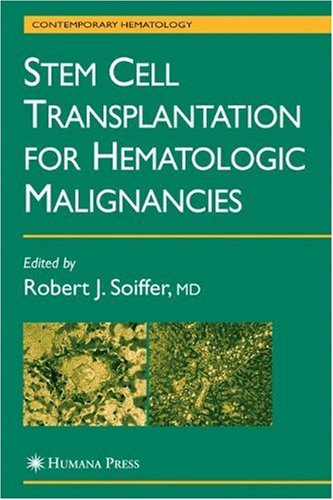 CONTEMPORARY HEMATOLOGY
STEM CELL
TRANSPLANTATION
FOR HEMATOLOGIC
MALIGNANCIES
Edited by
Robert J. Soiffer, MD
HUMANA PRESS